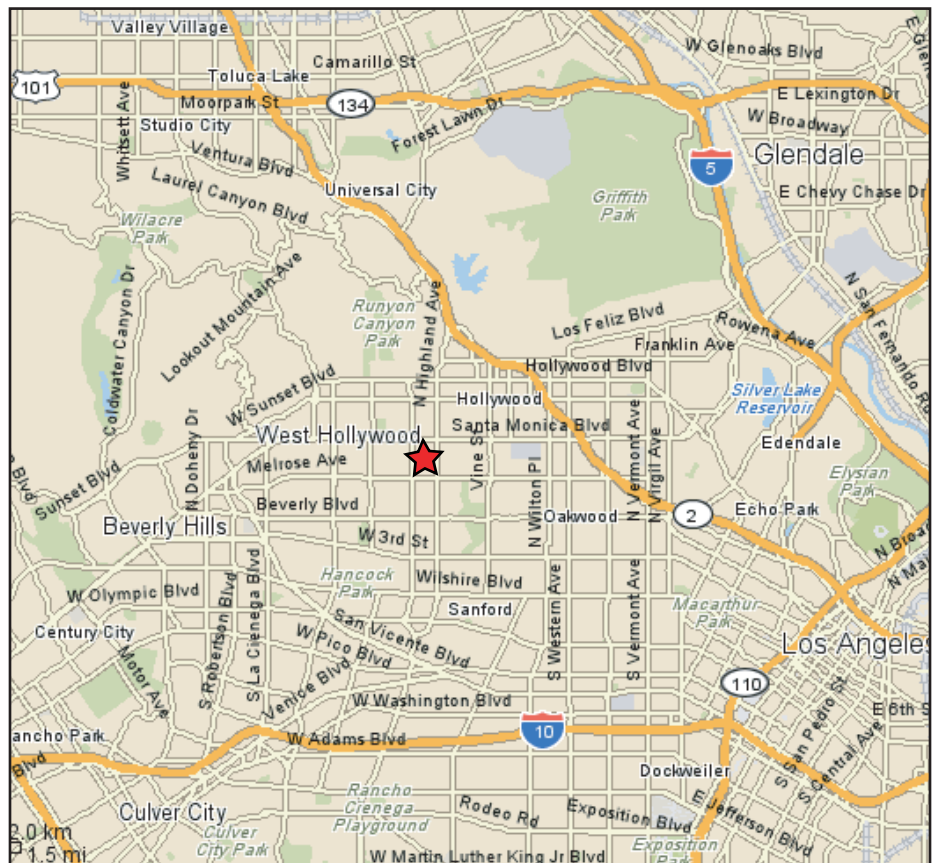 Valley Village
Camarillo St
W Glenoaks Blvd
101
Toluca Lake
134
E Lexington Dr
Moorpark St
Whitsett Ave
Studio City
Forest Lawn Dr
W Broadway
Glendale
5
Ventura Blvd
Laurel Canyon Blvd
Universal City
E Chevy Chase Dr
Griffith
Park
Wilacre
Park
Coldwater Canyon Dr
Lookout Mountain Ave
Runyon
Canyon
Park
N Highland Ave
N San Fernando Rd
Los Feliz Blvd
Rowena Ave
Franklin Ave
Hollywood Blvd
W Sunset Blvd
Hollywood
Silver Lake
Reservoir
Santa Monica Blvd
West Hollywood
N Doheny Dr
Edendale
Melrose Ave
Vine St
N Wilton Pl
N Vermont Ave
N Virgil Ave
Sunset Blvd
Blvd
Elysian
Park
Beverly Blvd
Oakwood
2
Echo Park
Beverly Hills
W 3rd St
N Broa
N Ma
Hancock
Park
Wilshire Blvd
W Olympic Blvd
S Robertson Blvd
S La Cienega Blvd
Sanford
S Western Ave
S Vermont Ave
Macarthur
Park
Century City
San Vicente Blvd
W Pico Blvd
Los Angeles
Motor Ave
Venice Blvd
110
W Washington Blvd
S San Pedro St
E 6th S
10
ancho Park
W Adams Blvd
S Central Ave
Blvd
Dockweiler
Culver City
Rancho
Cienega
Playground
Rodeo Rd
Exposition Blvd
E Jefferson Blvd
2.0 km
1.5 mi
Culver
City Park
Exposition
W Martin Luther King Jr Blvd